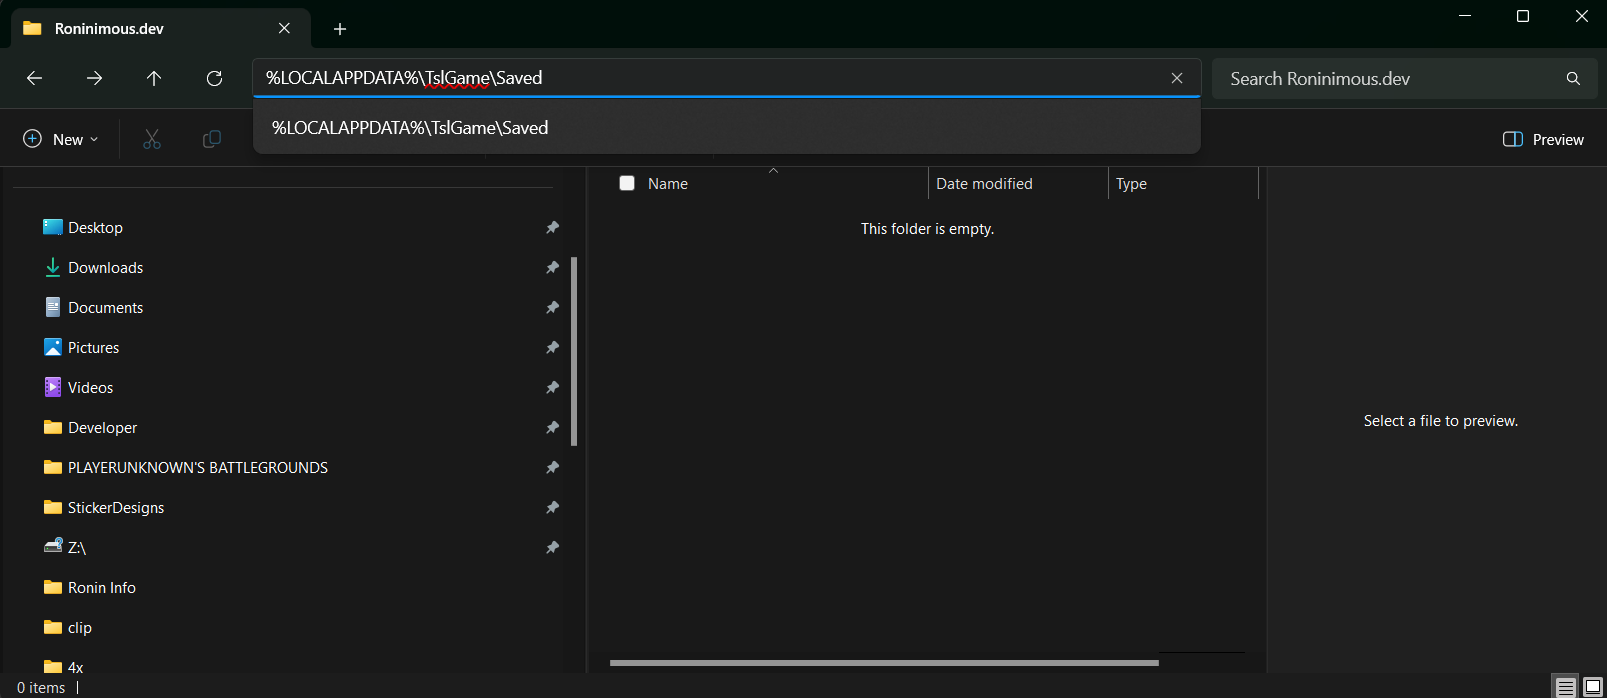 Roninimous.dev
%LOCALAPPDATA%\TslGame\Saved
Search Roninimous.dev
%LOCALAPPDATA%\TslGame\Saved
New
Preview
Name
Date modified
Type
This folder is empty.
Desktop
Downloads
Documents
Pictures
Videos
Developer
PLAYERUNKNOWN'S BATTLEGROUNDS
StickerDesigns
Z:\
Ronin Info
clip
4x
Select a file to preview.
0 items